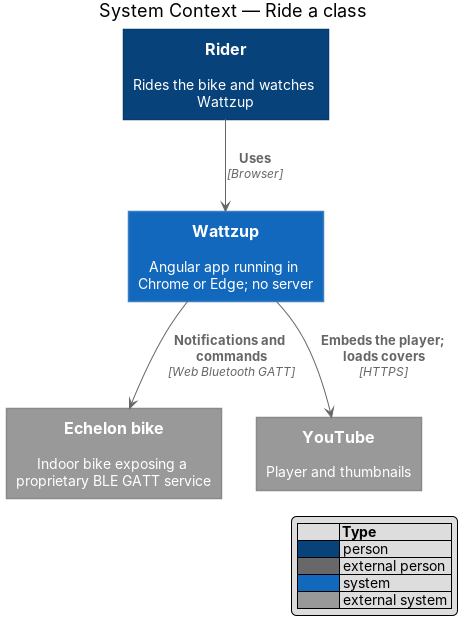 System Context — Ride a class
Rider
Rides the bike and watches
Wattzup
Uses
[Browser]
Wattzup
Angular app running in
Chrome or Edge; no server
Notifications and
commands
[Web Bluetooth GATT]
Embeds the player;
loads covers
[HTTPS]
Echelon bike
Indoor bike exposing a
proprietary BLE GATT service
YouTube
Player and thumbnails
Type
person
external person
system
external system